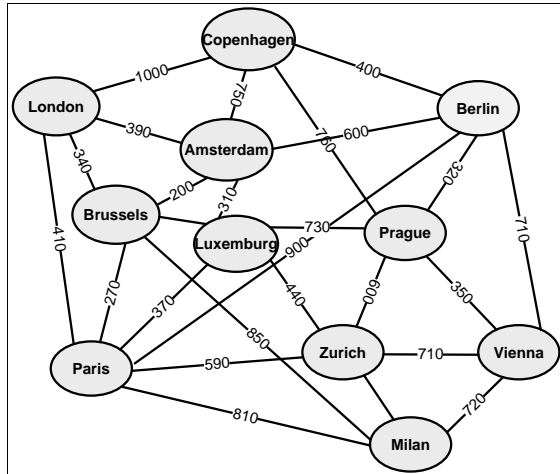 Copenhagen
1000
400
750
London
Berlin
390
760
600
Amsterdam
340
320
200
310
Brussels
730
Prague
710
Luxemburg
900
410
270
370
440
600
350
850
590
Zurich
710
Vienna
Paris
810
720
Milan